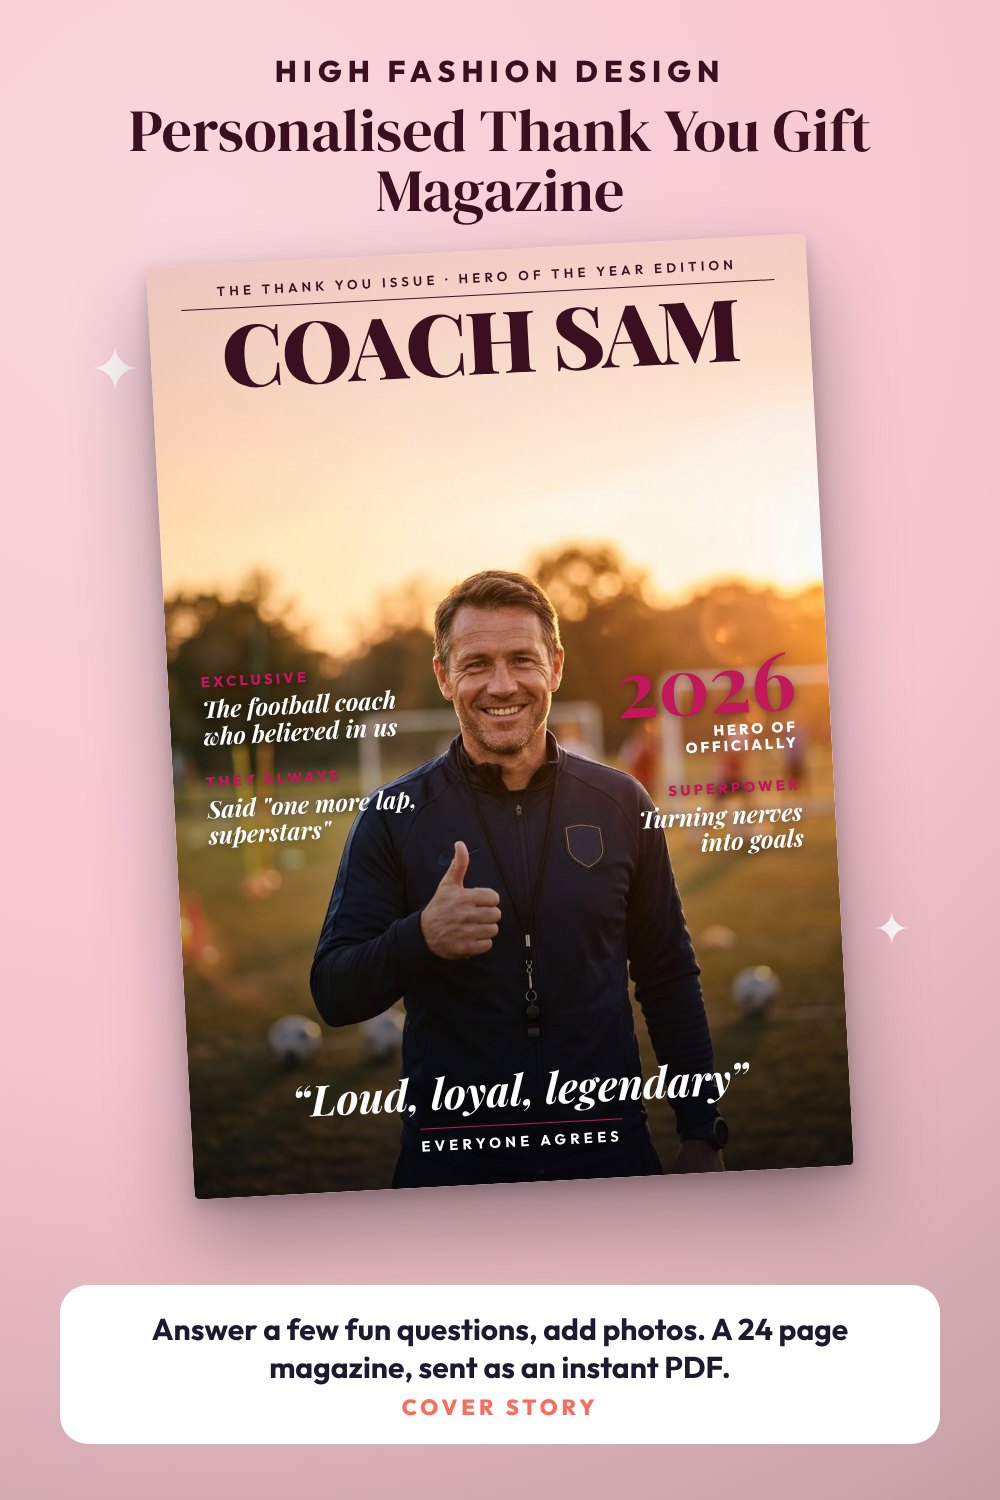 HIGH FASHION DESIGN
Personalised Thank You Gift
Magazine
THE THANK YOU ISSUE · HERO OF THE YEAR EDITION
COACH SAM
EXCLUSIVE
The football coach
who believed in us
THEY ALWAYS
Said "one more lap,
superstars"
2026
HERO OF
OFFICIALLY
SUPERPOWER
Turning nerves
into goals
“Loud, loyal, legendary”
EVERYONE AGREES
Answer a few fun questions, add photos. A 24 page
magazine, sent as an instant PDF.
COVER STORY